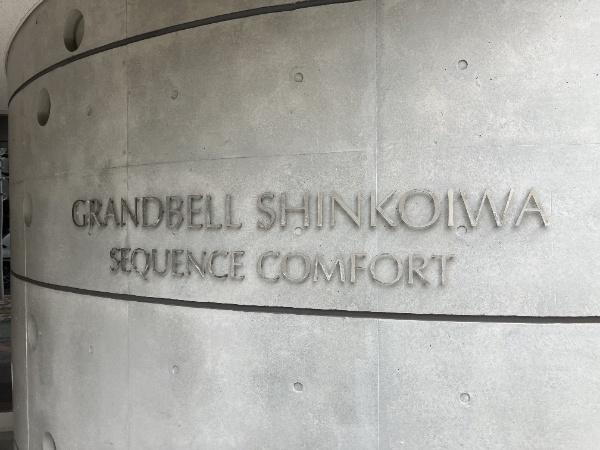 GRANDBELL SHINKOIWA
SEQUENCE COMFORT